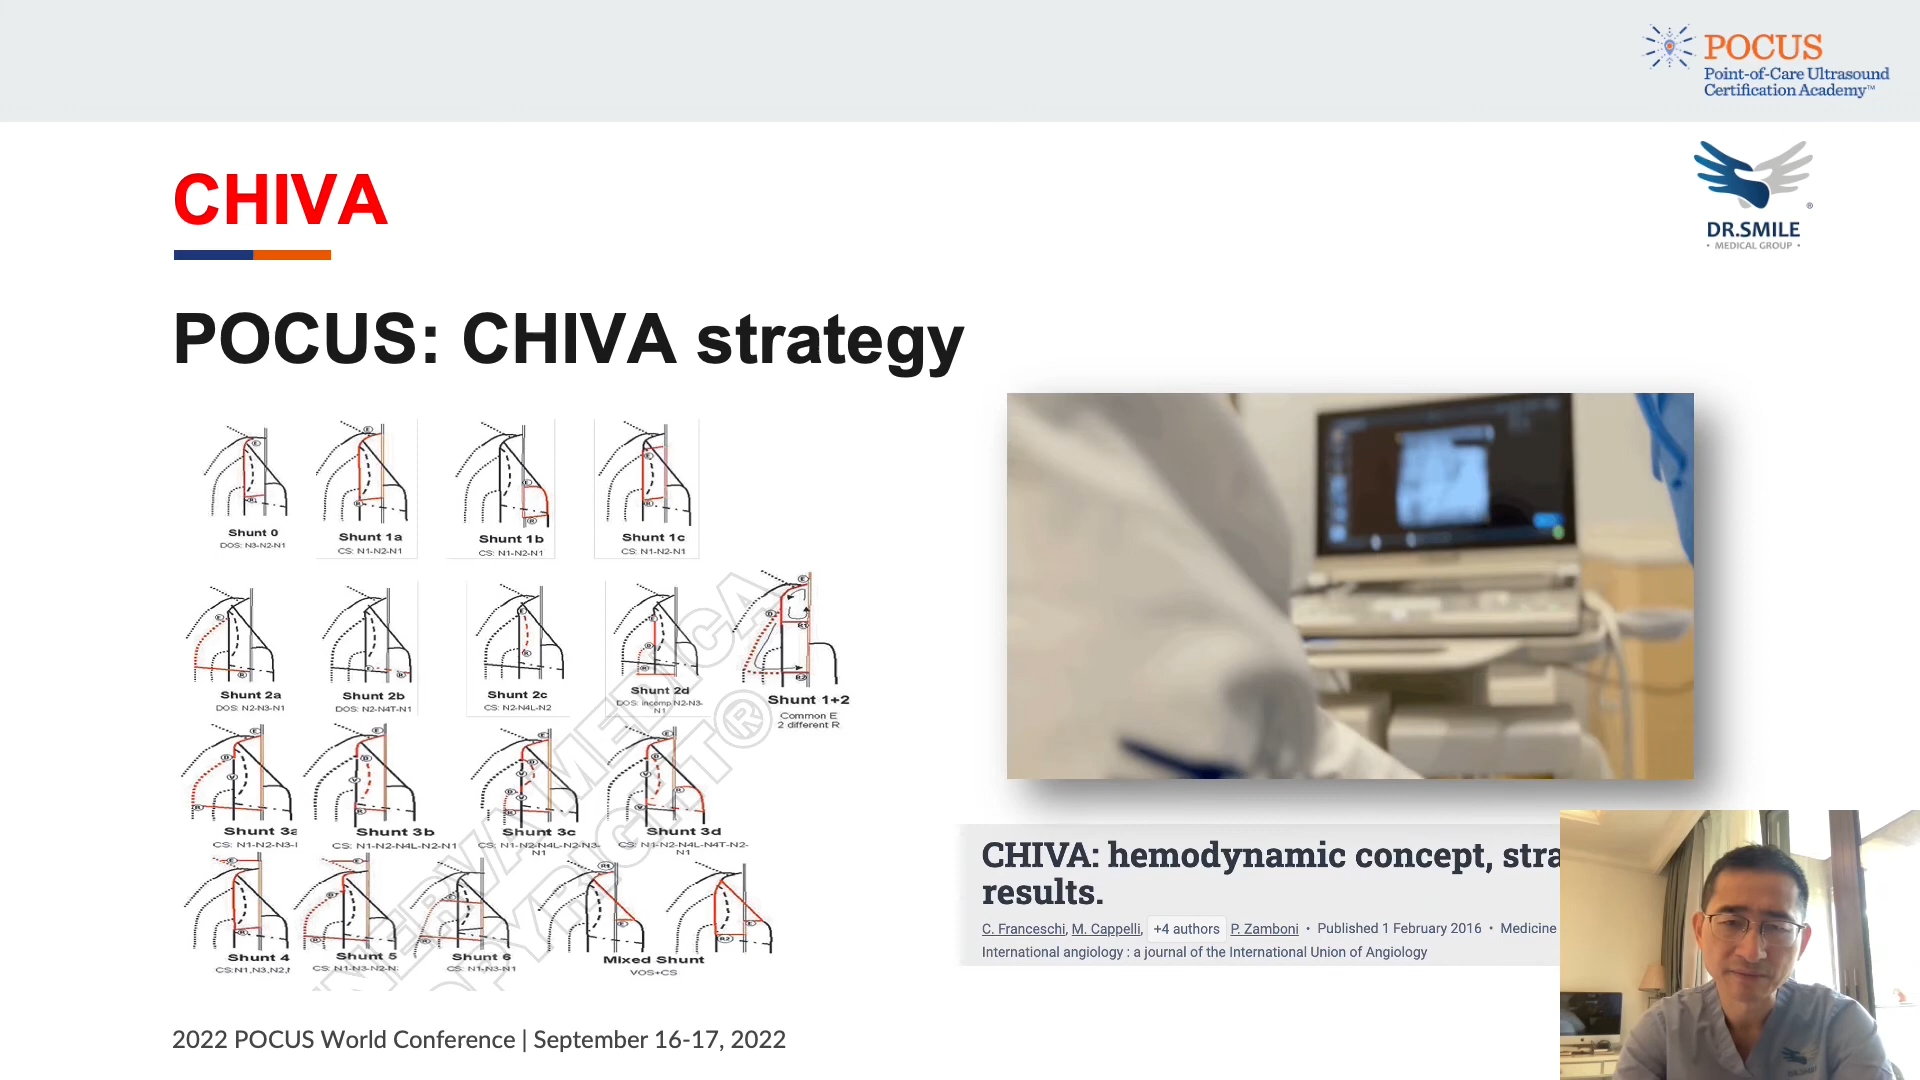 POCUS
Point-of-Care Ultrasound
Certification Academy™
CHIVA
DR.SMILE
• MEDICAL GROUP •
POCUS: CHIVA strategy
Shunt 0
DOS: N3-N2-N1
Shunt 1a
CS: N1-N2-N1
Shunt 1b
CS: N1-N2-N1
Shunt 1c
CS: N1-N2-N1
Shunt 2a
DOS: N2-N3-N1
Shunt 2b
DOS: N2-N4T-N1
Shunt 2c
CS: N2-N4L-N2
Shunt 2d
DOS: incomp N2-N3-
N1
Shunt 1+2
Common E
2 different R
Shunt 3a
CS: N1-N2-N3-
Shunt 3b
CS: N1-N2-N4L-N2-N1
Shunt 3c
CS: N1-N2-N4L-N2-N3-
N1
Shunt 3d
CS: N1-N2-N4L-N4T-N2-
N1
Shunt 4
CS:N1,N3,N2,
Shunt 5
CS: N1-N3-N2-N
Shunt 6
CS: N1-N3-N1
Mixed Shunt
VOS+CS
CHIVA: hemodynamic concept, stra
results.
C. Franceschi, M. Cappelli, +4 authors P. Zamboni • Published 1 February 2016 • Medicine
International angiology : a journal of the International Union of Angiology
2022 POCUS World Conference | September 16-17, 2022
DR.SMILE